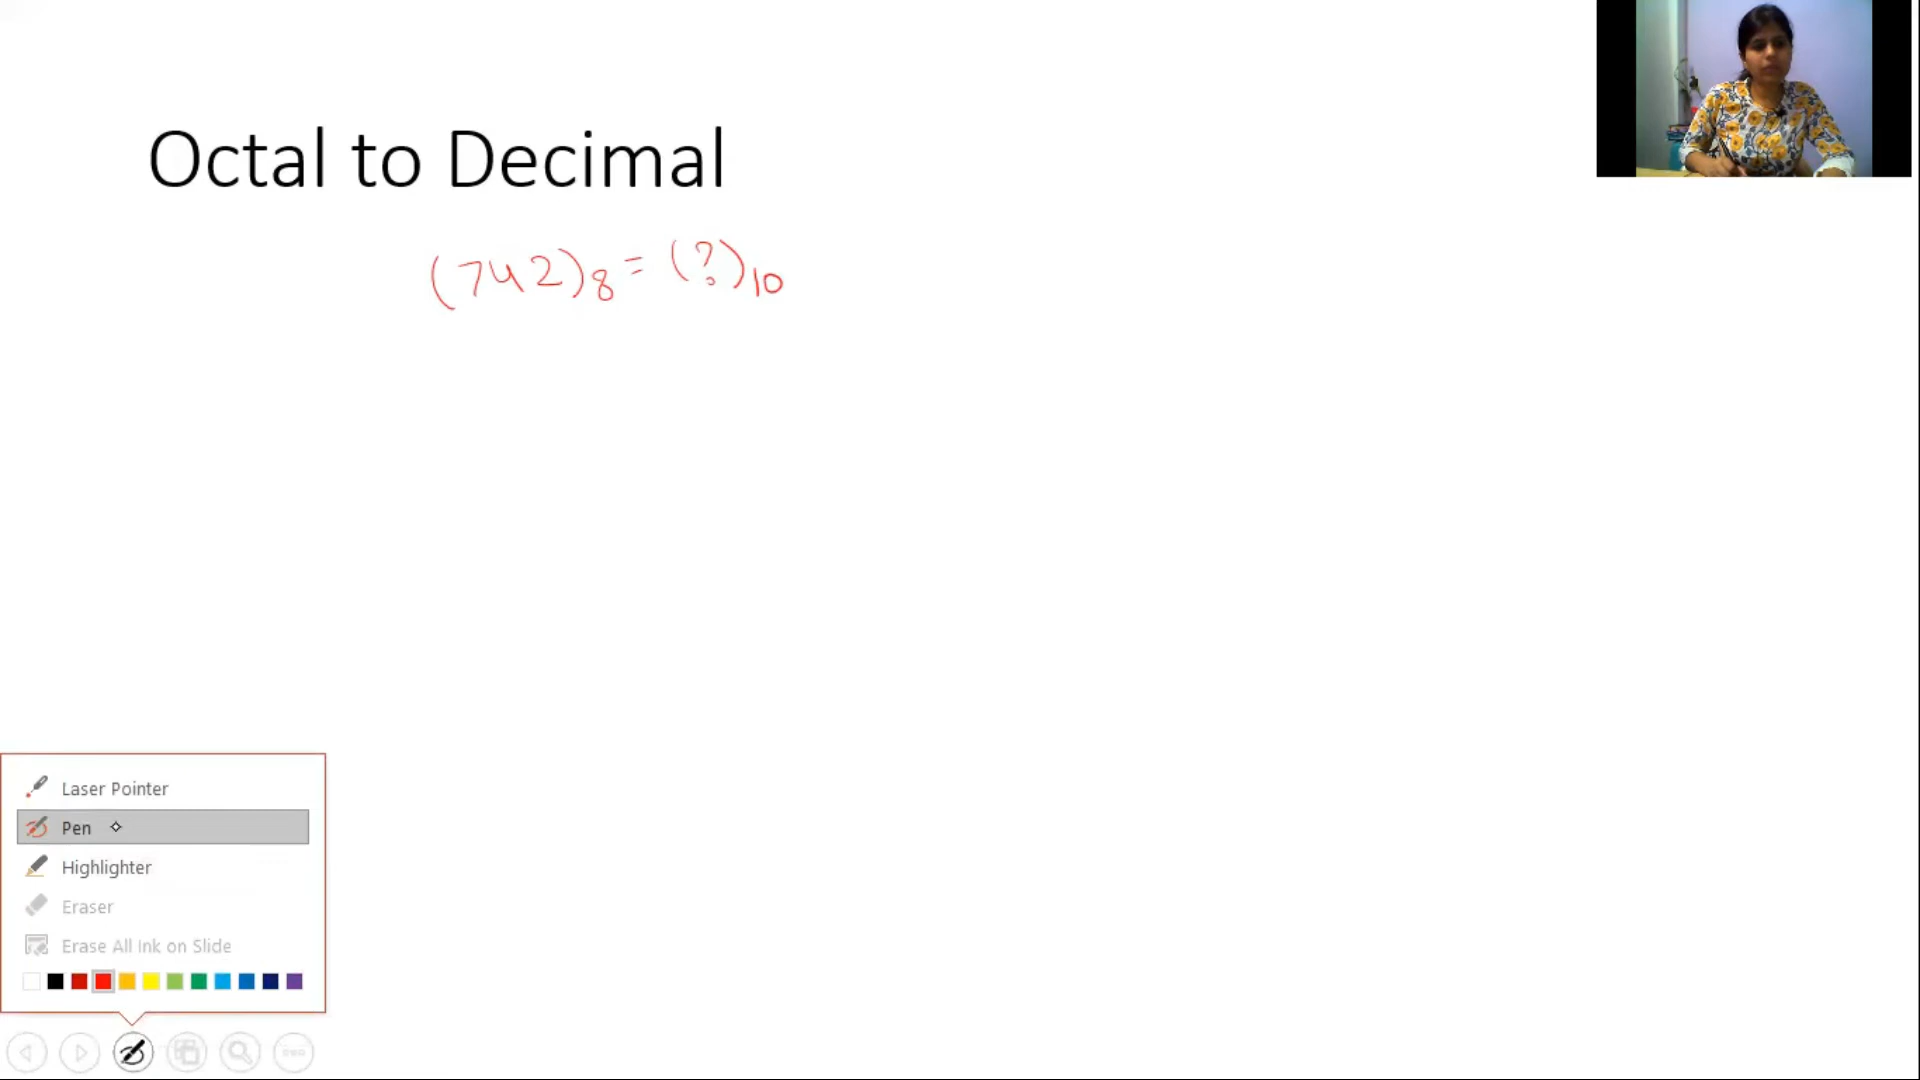 Octal to Decimal
(742)8 = (?)10
Laser Pointer
Pen
Highlighter
Eraser
Erase All Ink on Slide